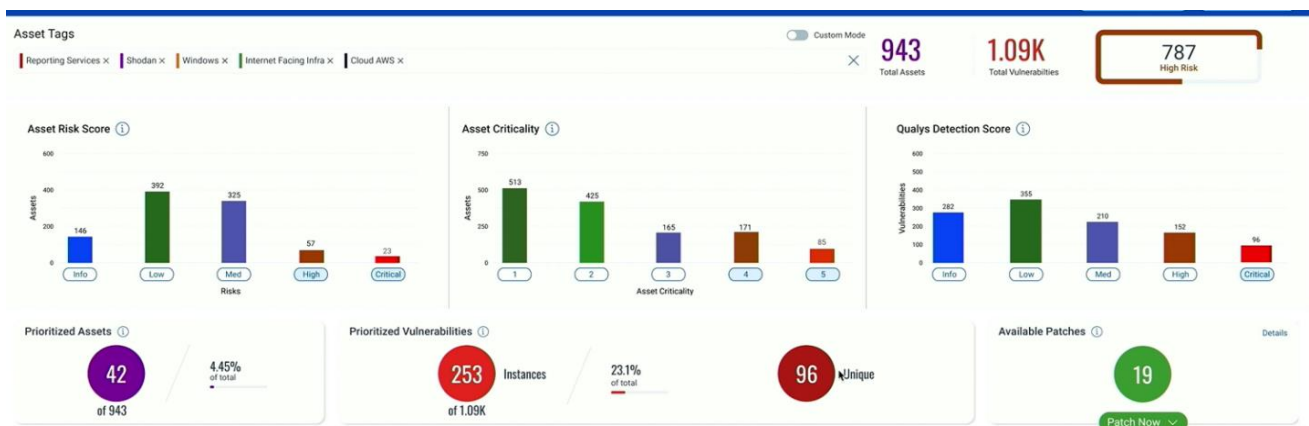 Asset Tags
Custom Mode
Reporting Services × Shodan × Windows × Internet Facing Infra × Cloud AWS ×
943
Total Assets
1.09K
Total Vulnerabilties
787
High Risk
Asset Risk Score
600
400
200
0
Assets
146
392
325
57
23
Info Low Med High Critical
Risks
Asset Criticality
750
500
250
0
Assets
513
425
165
171
85
1 2 3 4 5
Asset Criticality
Qualys Detection Score
600
500
400
300
200
100
0
Vulnerabilities
282
355
210
152
96
Info Low Med High Critical
Prioritized Assets
42
of 943
4.45%
of total
Prioritized Vulnerabilities
253 Instances
of 1.09K
23.1%
of total
96 Unique
Available Patches
Details
19
Patch Now